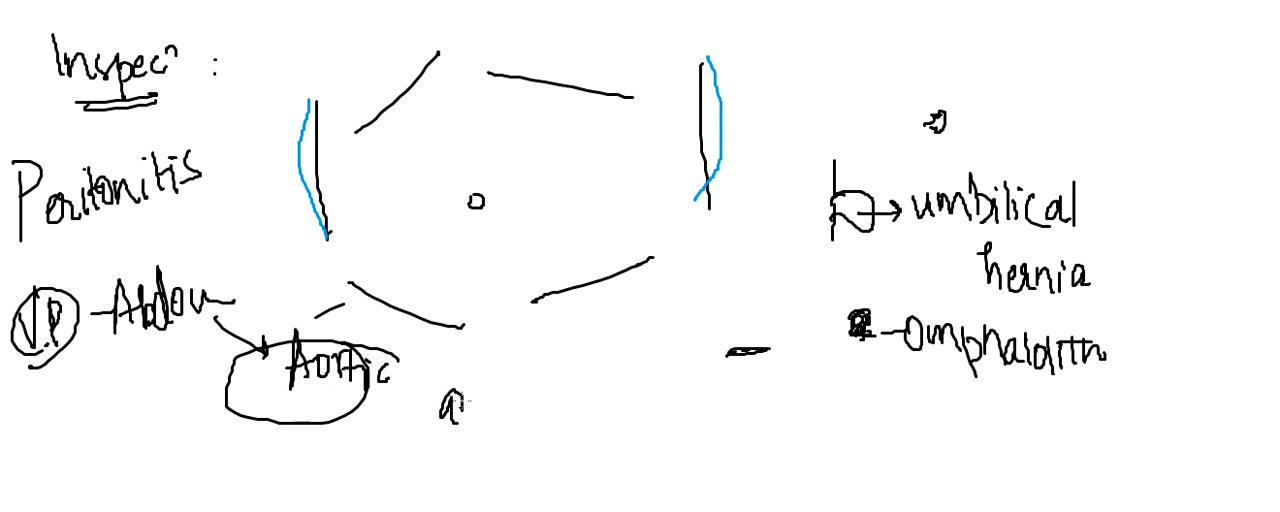 Inspecⁿ :
Peritonitis
V.P - Abdom
Aortic
a
→ umbilical
hernia
- Omphalolith